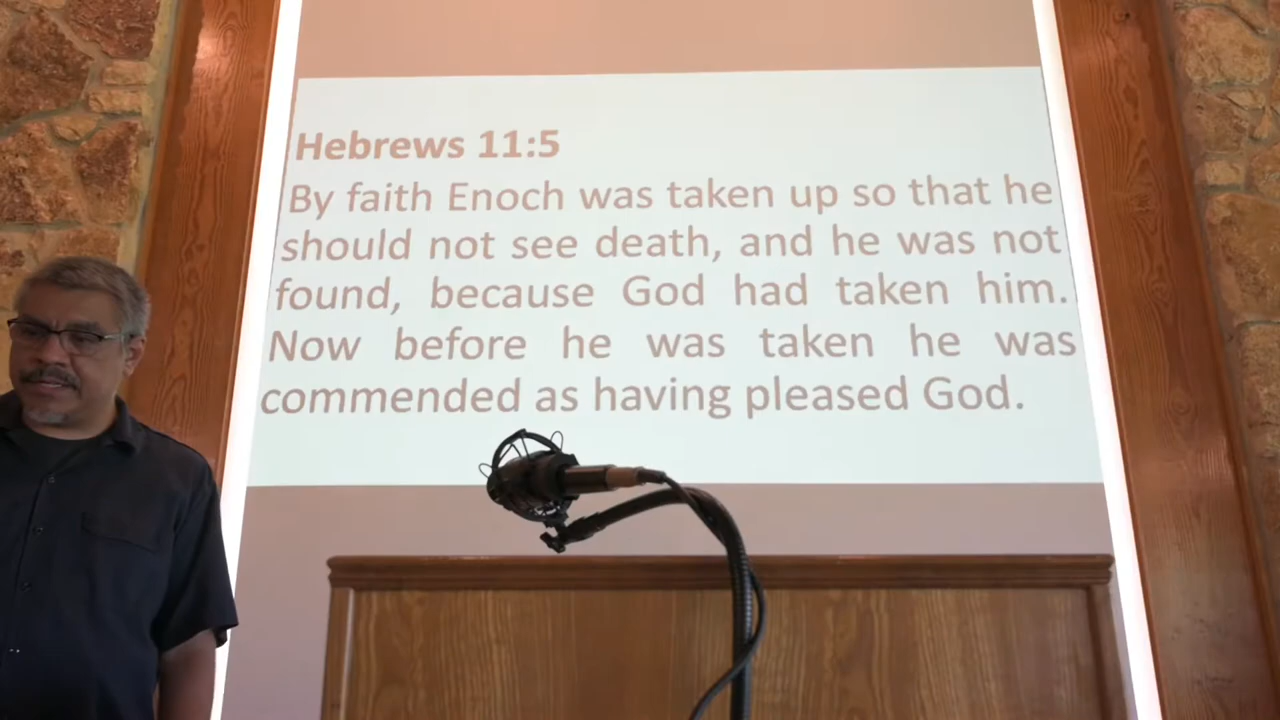 Hebrews 11:5
By faith Enoch was taken up so that he
should not see death, and he was not
found, because God had taken him.
Now before he was taken he was
commended as having pleased God.